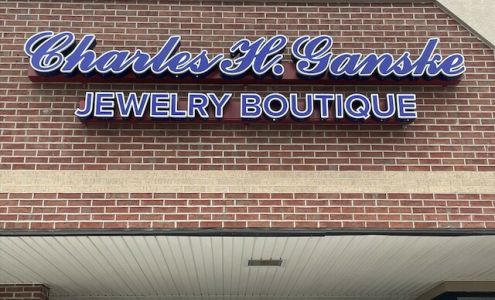 Charles H. Ganske
JEWELRY BOUTIQUE